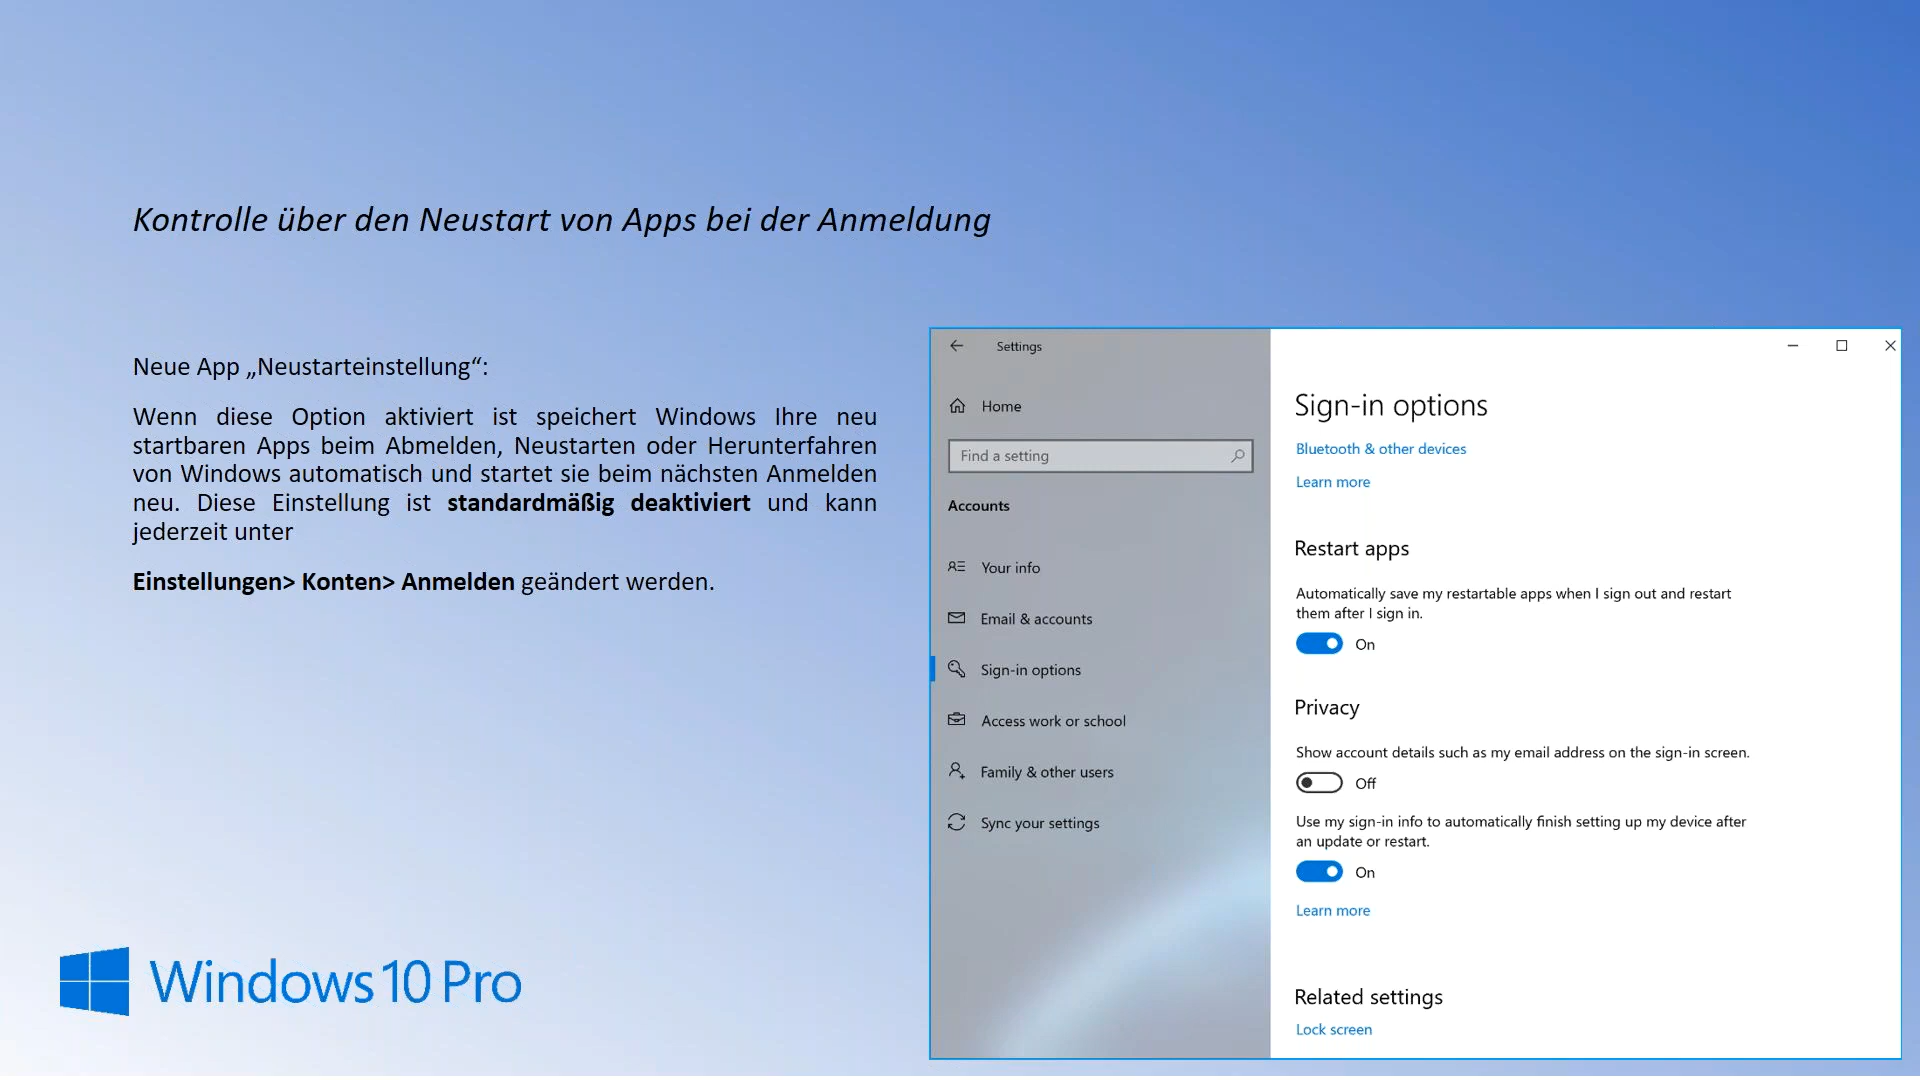 Kontrolle über den Neustart von Apps bei der Anmeldung
Neue App „Neustarteinstellung“:
Wenn diese Option aktiviert ist speichert Windows Ihre neu
startbaren Apps beim Abmelden, Neustarten oder Herunterfahren
von Windows automatisch und startet sie beim nächsten Anmelden
neu. Diese Einstellung ist standardmäßig deaktiviert und kann
jederzeit unter
Einstellungen> Konten> Anmelden geändert werden.
Windows 10 Pro
Settings
Home
Find a setting
Accounts
Your info
Email & accounts
Sign-in options
Access work or school
Family & other users
Sync your settings
Sign-in options
Bluetooth & other devices
Learn more
Restart apps
Automatically save my restartable apps when I sign out and restart
them after I sign in.
On
Privacy
Show account details such as my email address on the sign-in screen.
Off
Use my sign-in info to automatically finish setting up my device after
an update or restart.
On
Learn more
Related settings
Lock screen